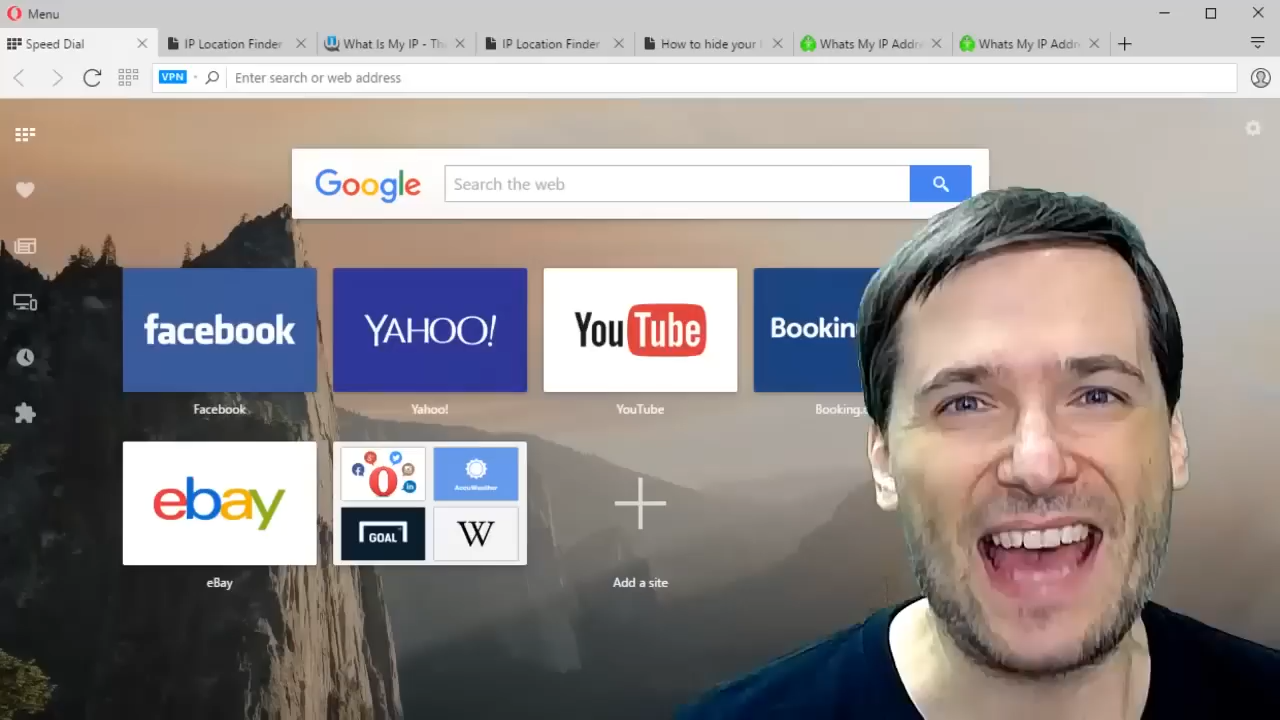 Menu
Speed Dial
IP Location Finder
What Is My IP - Th
IP Location Finder
How to hide your
Whats My IP Addr
Whats My IP Addr
VPN
Enter search or web address
Google
Search the web
facebook
YAHOO!
YouTube
Bookin
Facebook
Yahoo!
YouTube
Booking.c
ebay
AccuWeather
GOAL
W
eBay
Add a site